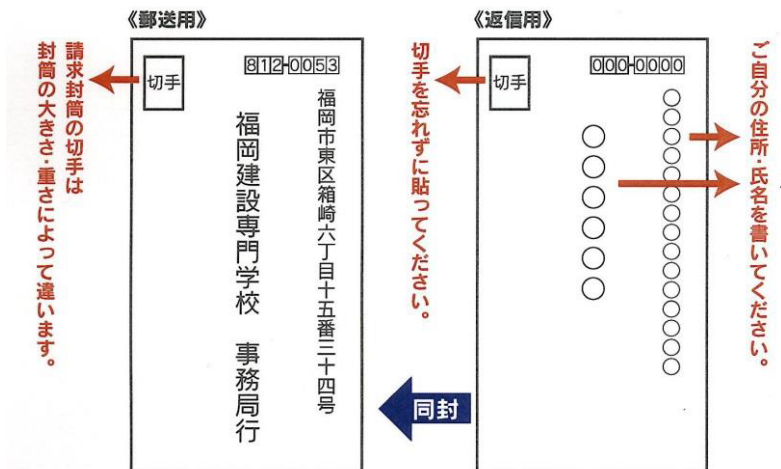 《郵送用》
切手
812-0053
福岡市東区箱崎六丁目十五番三十四号
福岡建設専門学校　事務局行
請求封筒の切手は
封筒の大きさ・重さによって違います。
《返信用》
切手
000-0000
○○○○○○○○○○○○○○○
○○○○○○
切手を忘れずに貼ってください。
ご自分の住所・氏名を書いてください。
同封